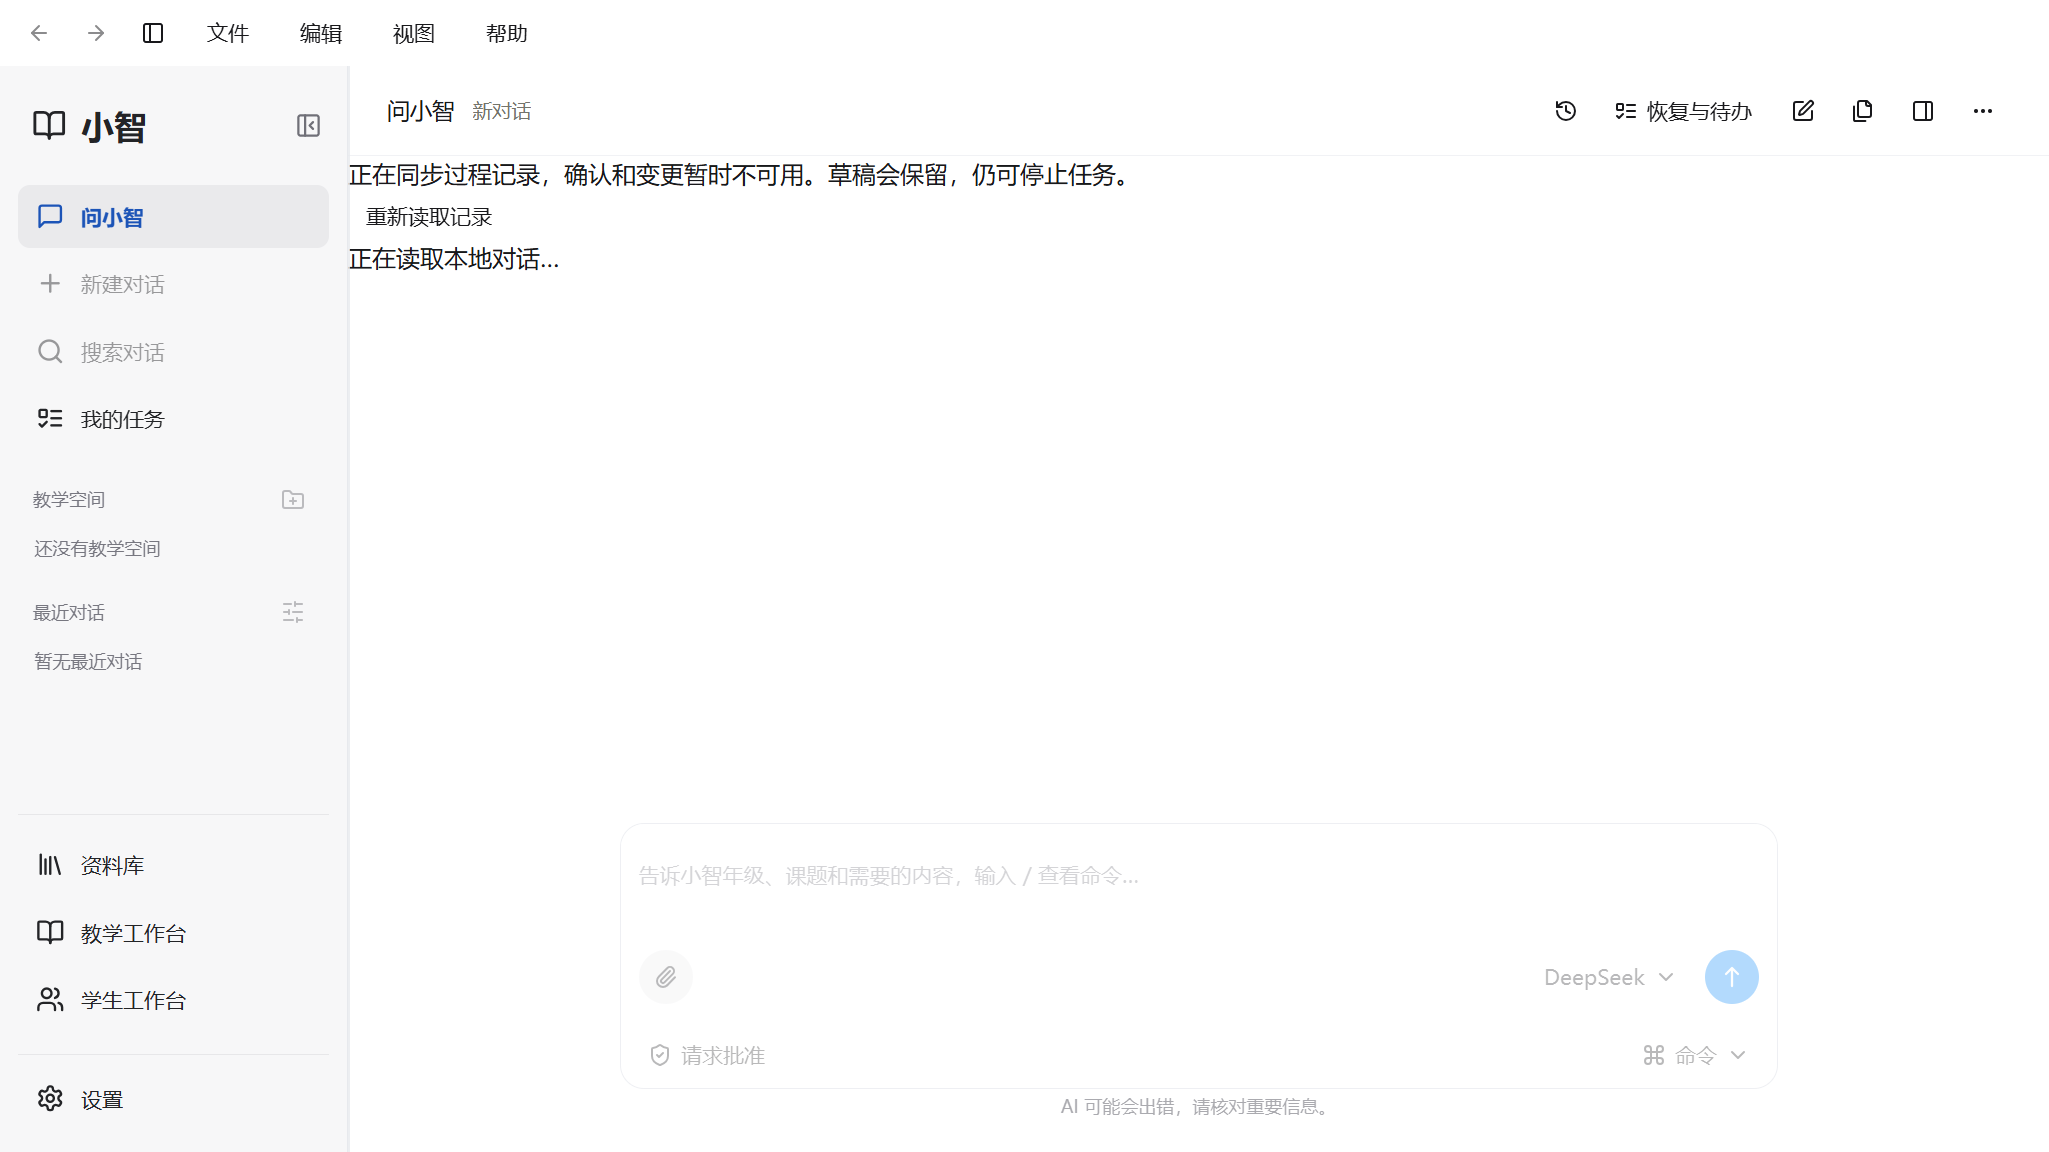 文件 编辑 视图 帮助
小智
问小智
新建对话
搜索对话
我的任务
教学空间
还没有教学空间
最近对话
暂无最近对话
资料库
教学工作台
学生工作台
设置
问小智 新对话
恢复与待办
正在同步过程记录，确认和变更暂时不可用。草稿会保留，仍可停止任务。
重新读取记录
正在读取本地对话...
告诉小智年级、课题和需要的内容，输入 / 查看命令...
DeepSeek
请求批准
命令
AI 可能会出错，请核对重要信息。